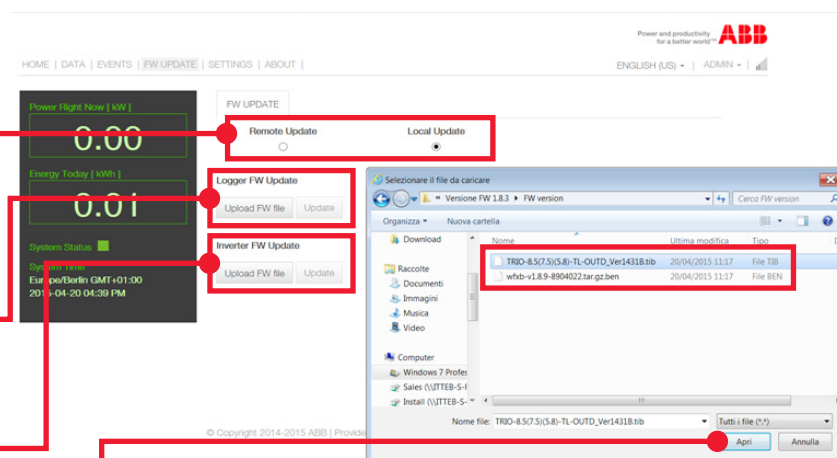 Power and productivity
for a better world™
ABB
HOME | DATA | EVENTS | FW UPDATE | SETTINGS | ABOUT |
ENGLISH (US) | ADMIN |
Power Right Now [ kW ]
0.00
Energy Today [ kWh ]
0.01
System Status
System Time
Europe/Berlin GMT+01:00
2015-04-20 04:39 PM
FW UPDATE
Remote Update
Local Update
Logger FW Update
Upload FW file
Update
Inverter FW Update
Upload FW file
Update
Selezionare il file da caricare
Versione FW 1.8.3
FW version
Cerca FW version
Organizza
Nuova cartella
Download
Raccolte
Documenti
Immagini
Musica
Video
Computer
Windows 7 Profes
Sales (\\ITTEB-S-F
Install (\\ITTEB-S-
Nome
Ultima modifica
Tipo
TRIO-8.5(7.5)(5.8)-TL-OUTD_Ver1431B.tib
20/04/2015 11:17
File TIB
wfxb-v1.8.9-8904022.tar.gz.ben
20/04/2015 11:17
File BEN
Nome file:
TRIO-8.5(7.5)(5.8)-TL-OUTD_Ver1431B.tib
Tutti i file (*.*)
Apri
Annulla
© Copyright 2014-2015 ABB | Provide